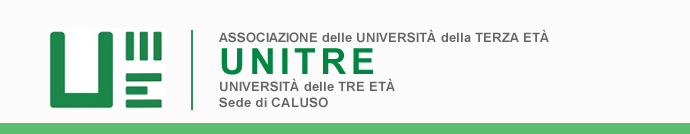 ASSOCIAZIONE delle UNIVERSITÀ della TERZA ETÀ
UNITRE
UNIVERSITÀ delle TRE ETÀ
Sede di CALUSO